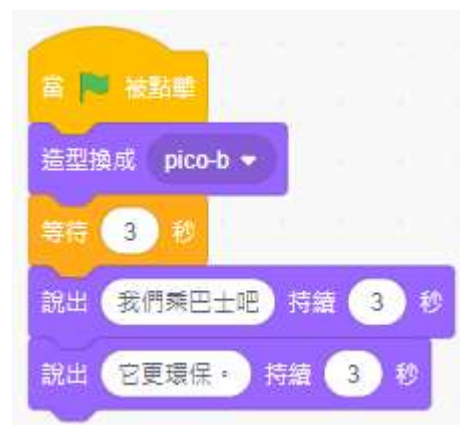 當 被點擊
造型換成 pico-b
等待 3 秒
說出 我們乘巴士吧 持續 3 秒
說出 它更環保。 持續 3 秒